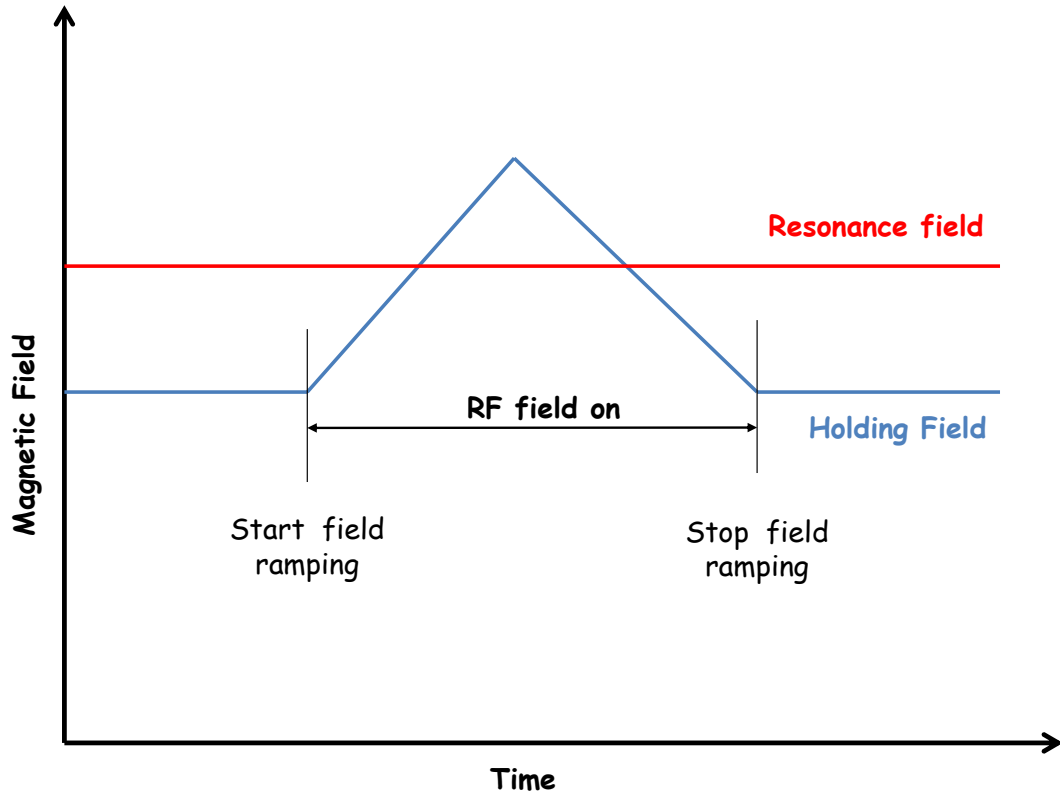 Resonance field
Magnetic Field
RF field on
Holding Field
Start field
ramping
Stop field
ramping
Time